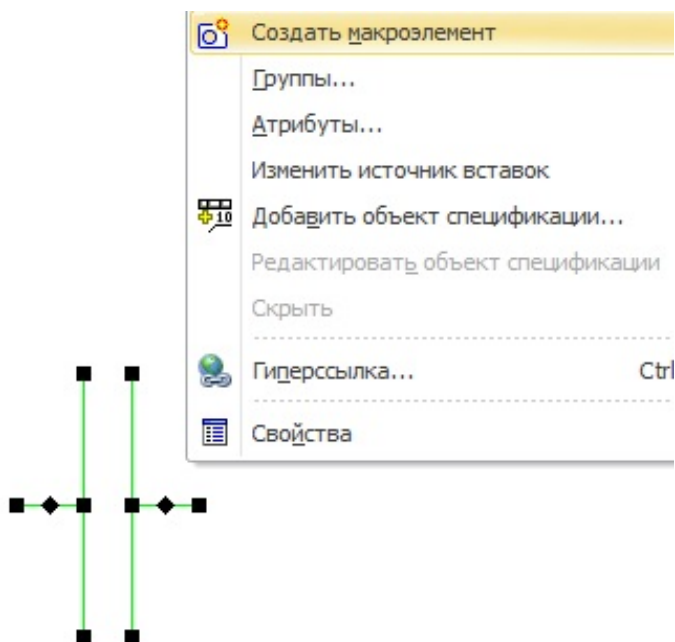 Создать макроэлемент
Группы...
Атрибуты...
Изменить источник вставок
Добавить объект спецификации...
Редактировать объект спецификации
Скрыть
Гиперссылка... Ctrl
Свойства